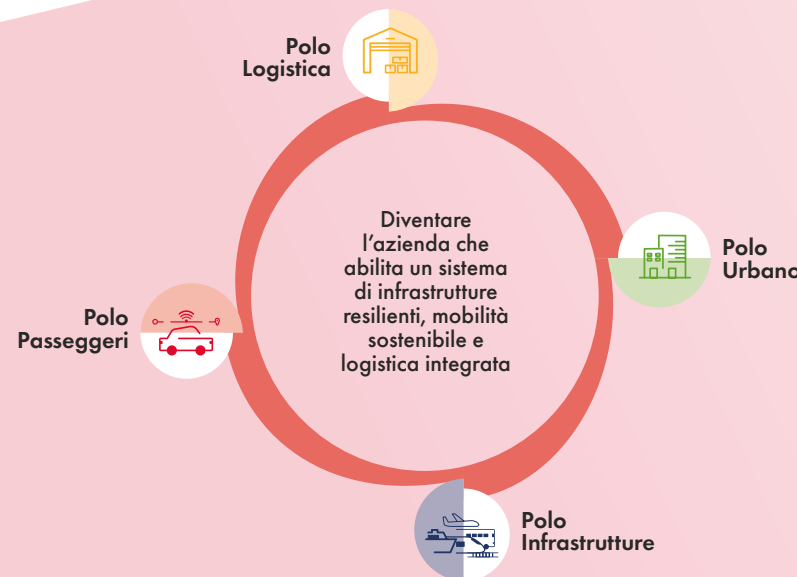 Polo
Logistica
Diventare
l’azienda che
abilita un sistema
di infrastrutture
resilienti, mobilità
sostenibile e
logistica integrata
Polo
Urbano
Polo
Passeggeri
Polo
Infrastrutture